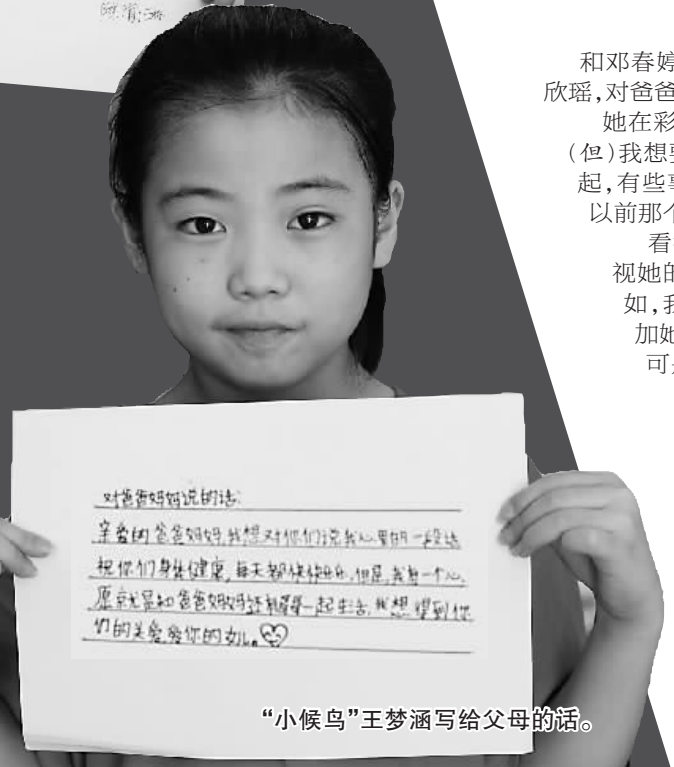 和邓春婷
欣瑶,对爸爸
她在彩
(但)我想
起,有些
以前那个
看
视她的
如,我
加她
可
对爸爸妈妈说的话:
亲爱的爸爸妈妈,我想对你们说我心里的一段话
祝你们身体健康,每天都快快乐乐,但是,我有一个心
愿就是和爸爸妈妈还一起生活,我想得到你
们的关爱,爱你的女儿。
“小候鸟”王梦涵写给父母的话。